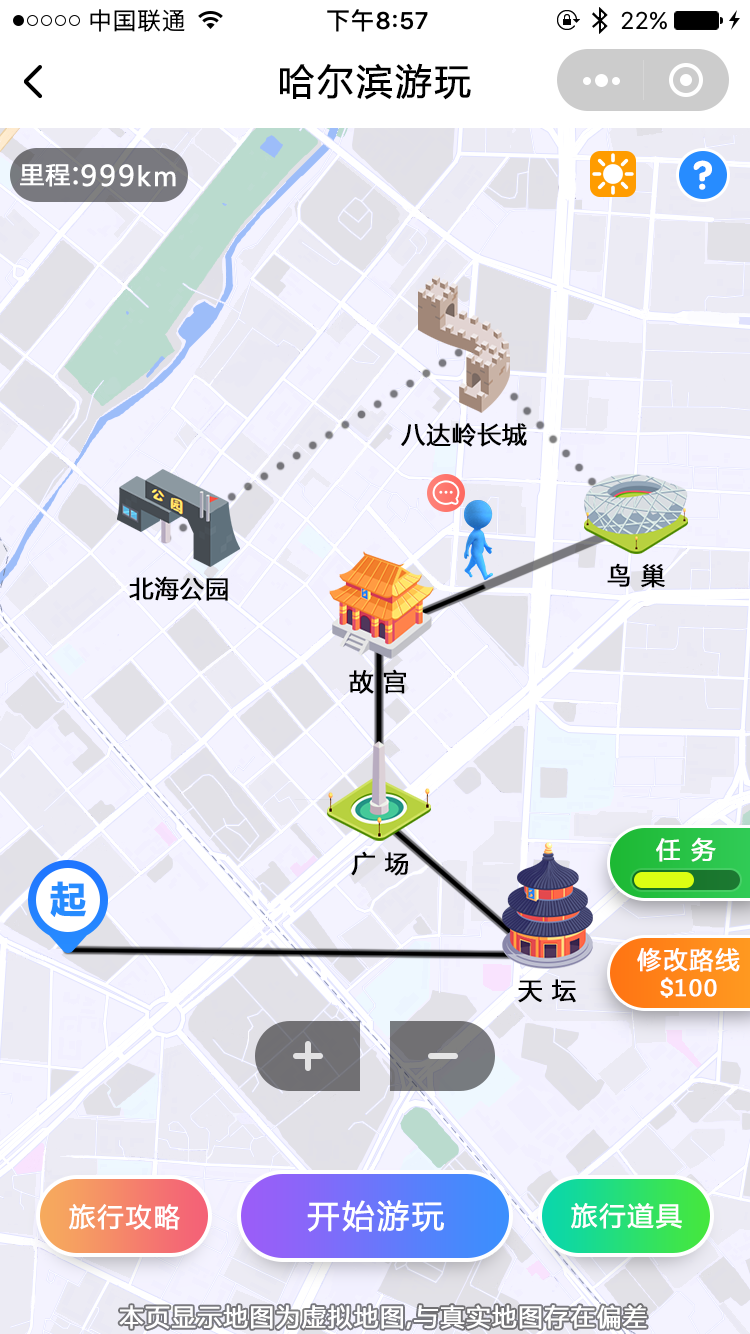 中国联通
下午8:57
22%
哈尔滨游玩
里程:999km
?
八达岭长城
公园
北海公园
鸟 巢
故 宫
广 场
任 务
起
修改路线
$100
天 坛
+
−
旅行攻略
开始游玩
旅行道具
本页显示地图为虚拟地图,与真实地图存在偏差